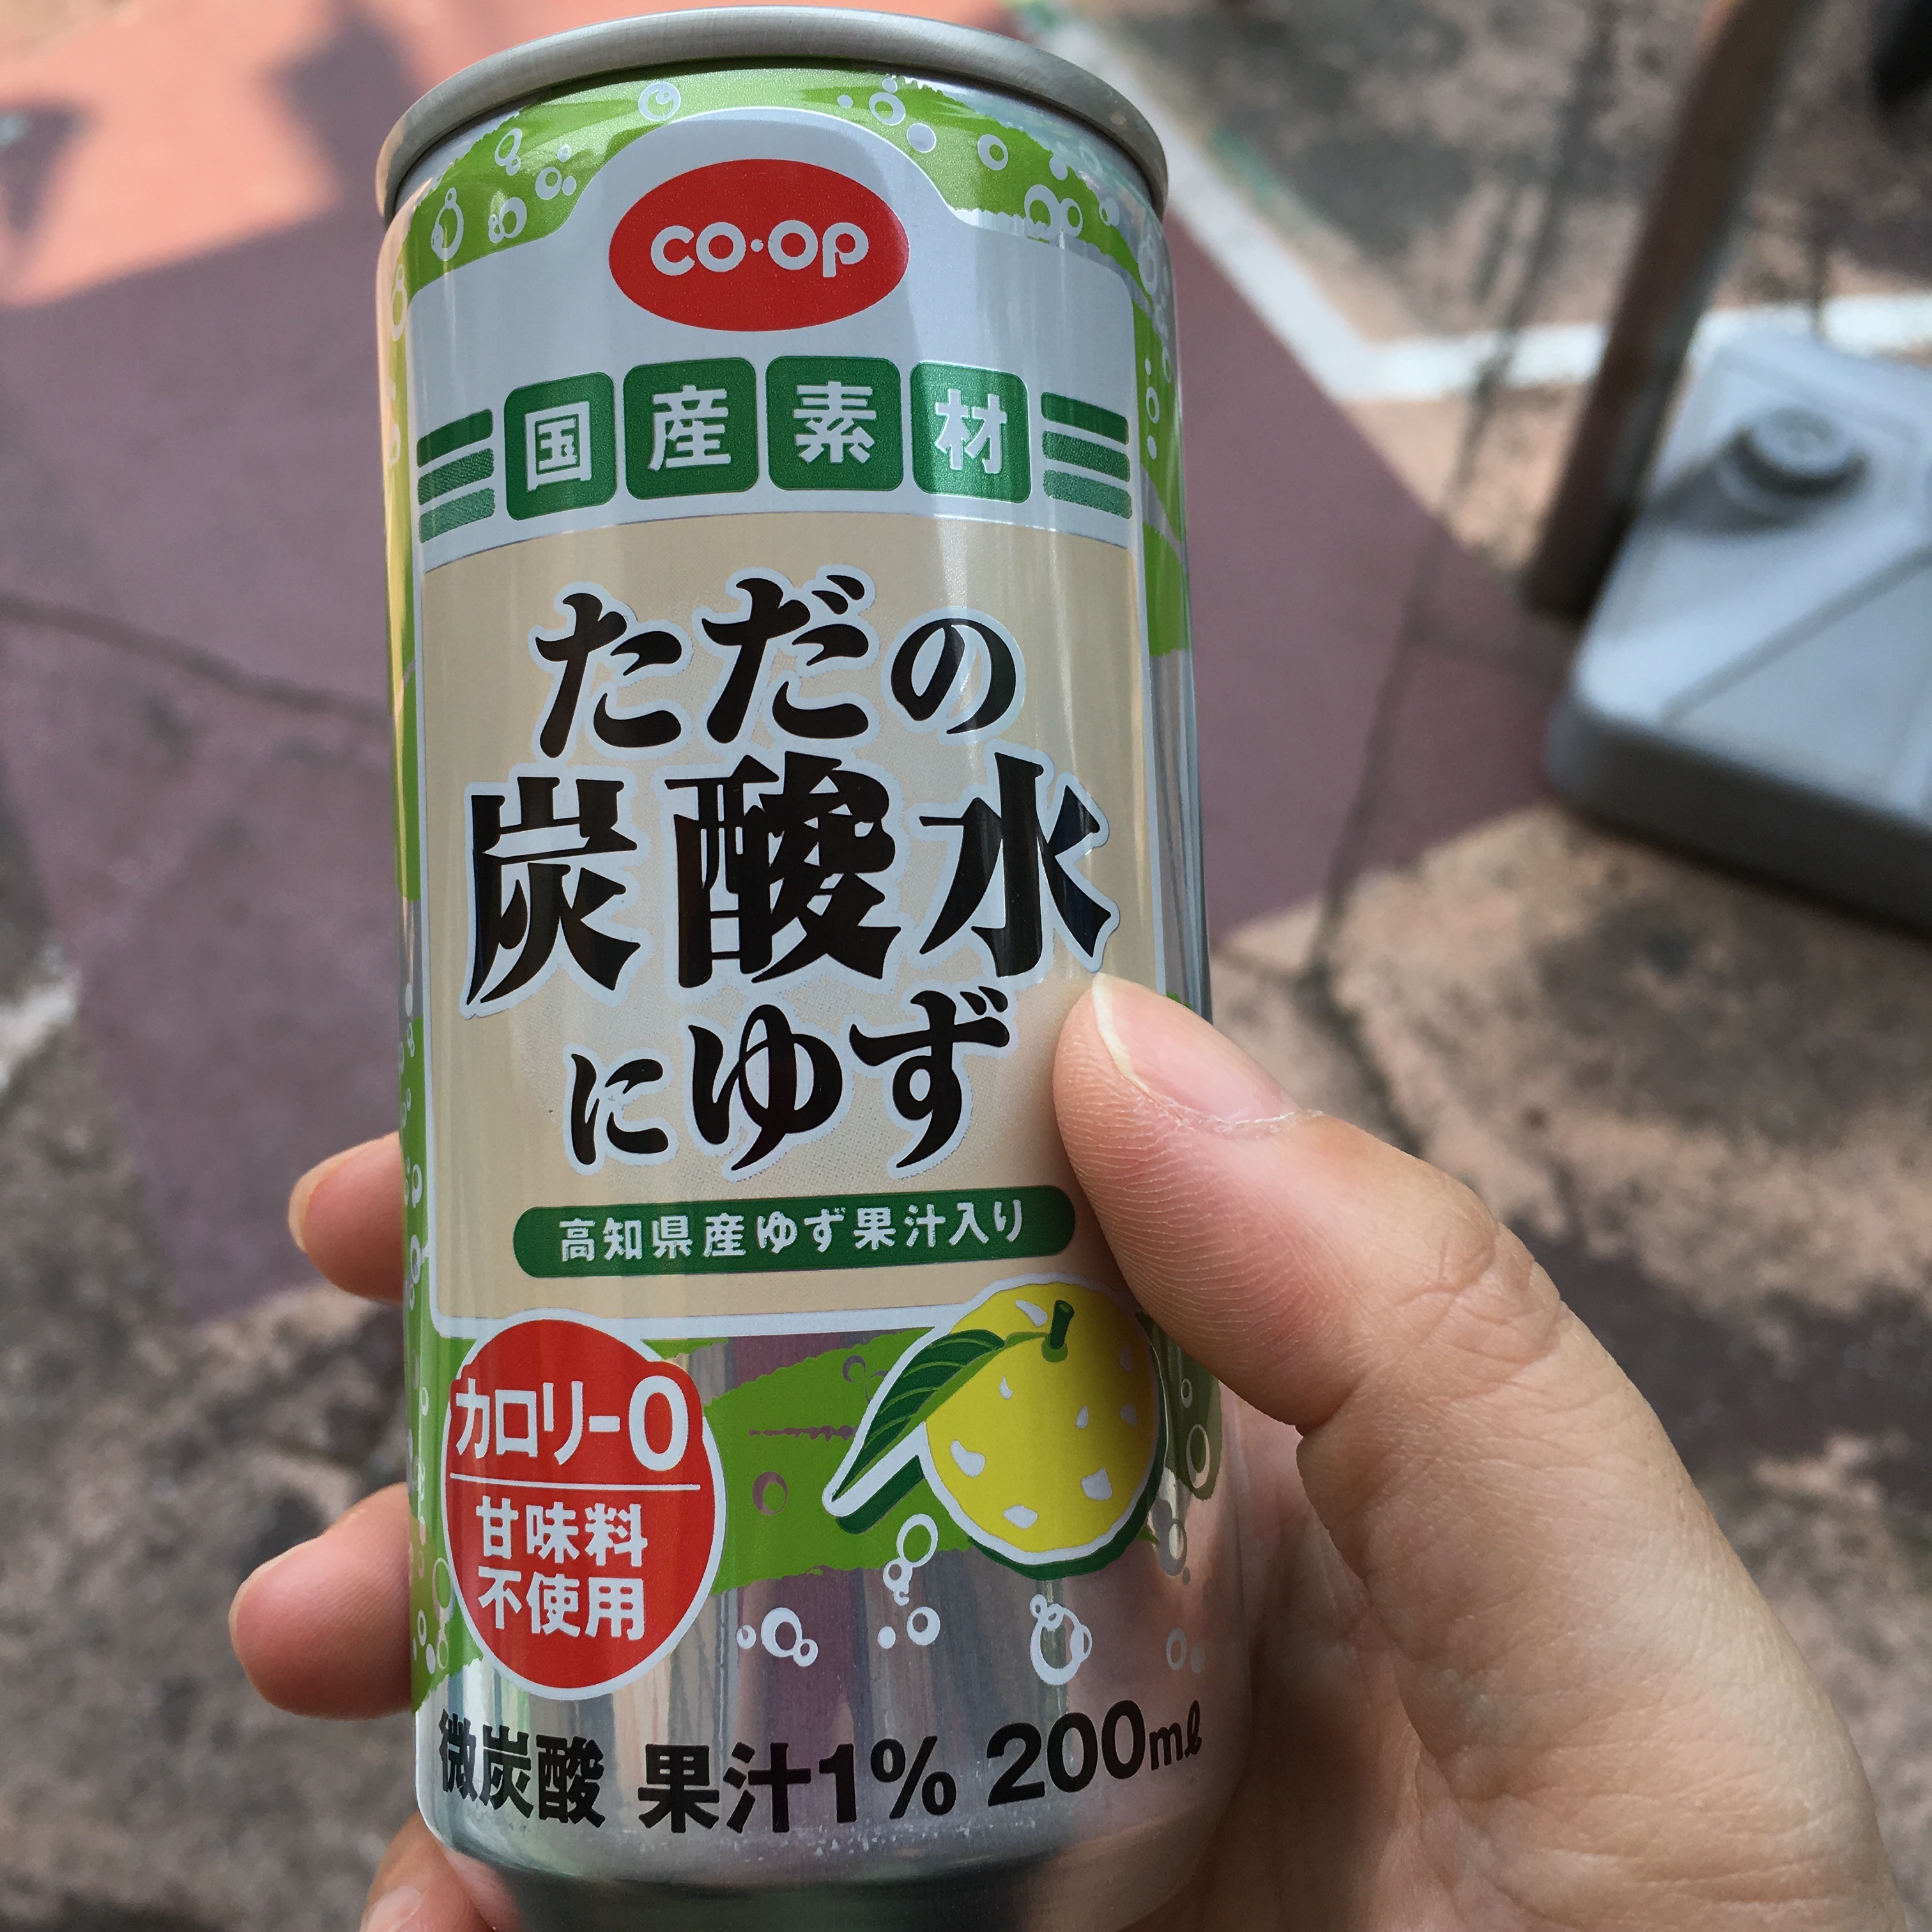 co·op
国産素材
ただの
炭酸水
にゆず
高知県産ゆず果汁入り
カロリー0
甘味料
不使用
微炭酸 果汁1% 200ml